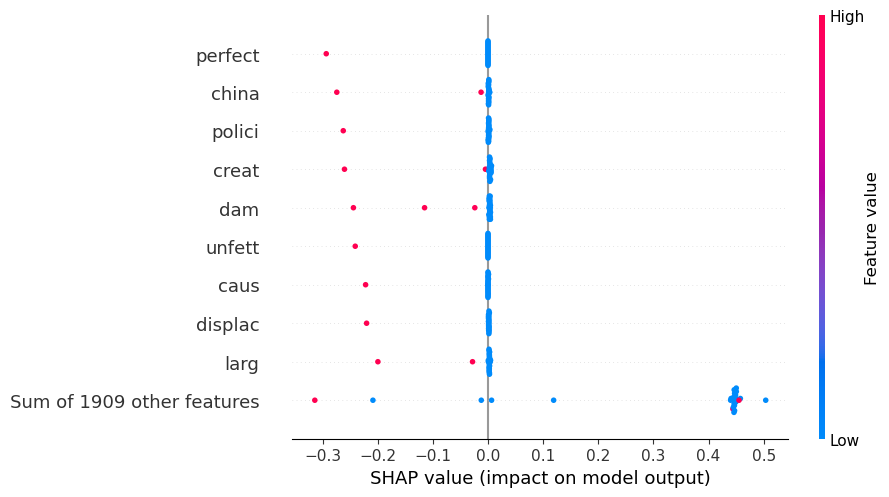 High
perfect
china
polici
creat
dam
unfett
caus
displac
larg
Sum of 1909 other features
Feature value
Low
−0.3 −0.2 −0.1 0.0 0.1 0.2 0.3 0.4 0.5
SHAP value (impact on model output)